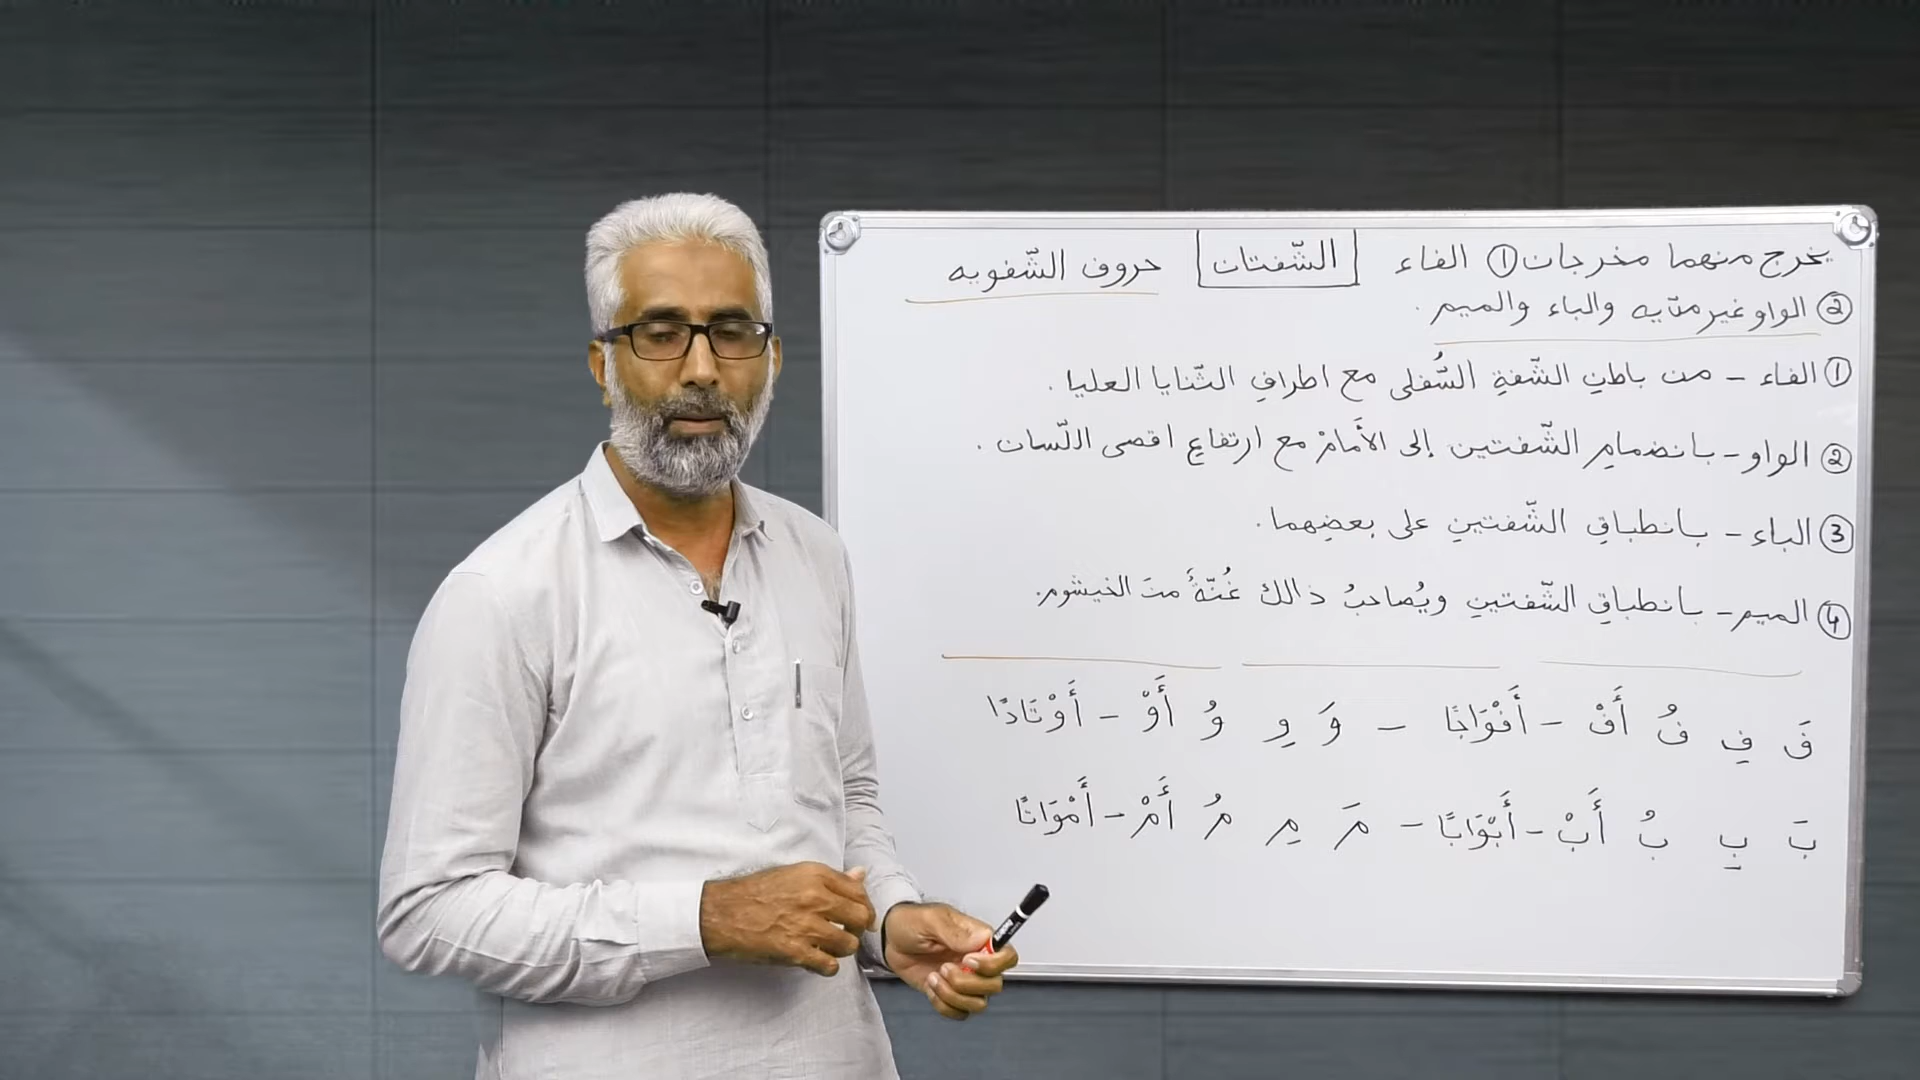 يخرج منهما مخرجان ① الفاء الشّفتان حروف الشّفويه
② الواو غير مدّيه والباء والميم.
① الفاء - من باطنِ الشّفةِ السُّفلى مع اطرافِ الثّنايا العليا.
② الواو - بانضمامِ الشّفتين إلى الأَمامْ مع ارتفاعِ اقصى اللّسان.
③ الباء - بانطباقِ الشّفتينِ على بعضِهما.
④ الميم - بانطباقِ الشّفتينِ ويُصاحبُ ذالك غُنّةٌ منَ الخيشوم.
فَ فِ فُ أَفْ - أَفْوَاجًا - وَ وِ وُ أَوْ - أَوْتَادًا
بَ بِ بُ أَبْ - أَبْوَابًا - مَ مِ مُ أَمْ - أَمْوَاتًا